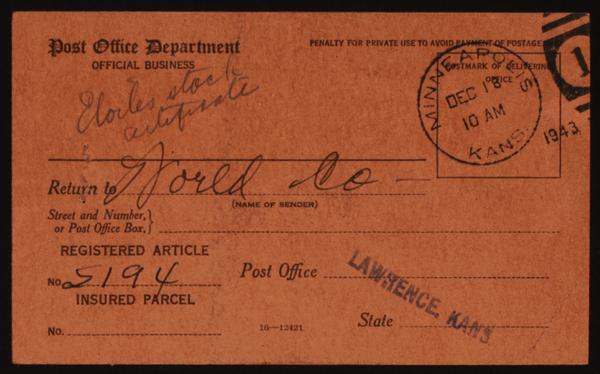 Post Office Department
OFFICIAL BUSINESS
PENALTY FOR PRIVATE USE TO AVOID PAYMENT OF POSTAGE,
POSTMARK OF DELIVERING
OFFICE
MINNEAPOLIS
DEC 18
10 AM
KANS.
1
1943
stock
certificate
Return to World Co —
(NAME OF SENDER)
Street and Number,
or Post Office Box,
REGISTERED ARTICLE
No. 5194
INSURED PARCEL
No.
Post Office
LAWRENCE, KANS.
State
16—12421